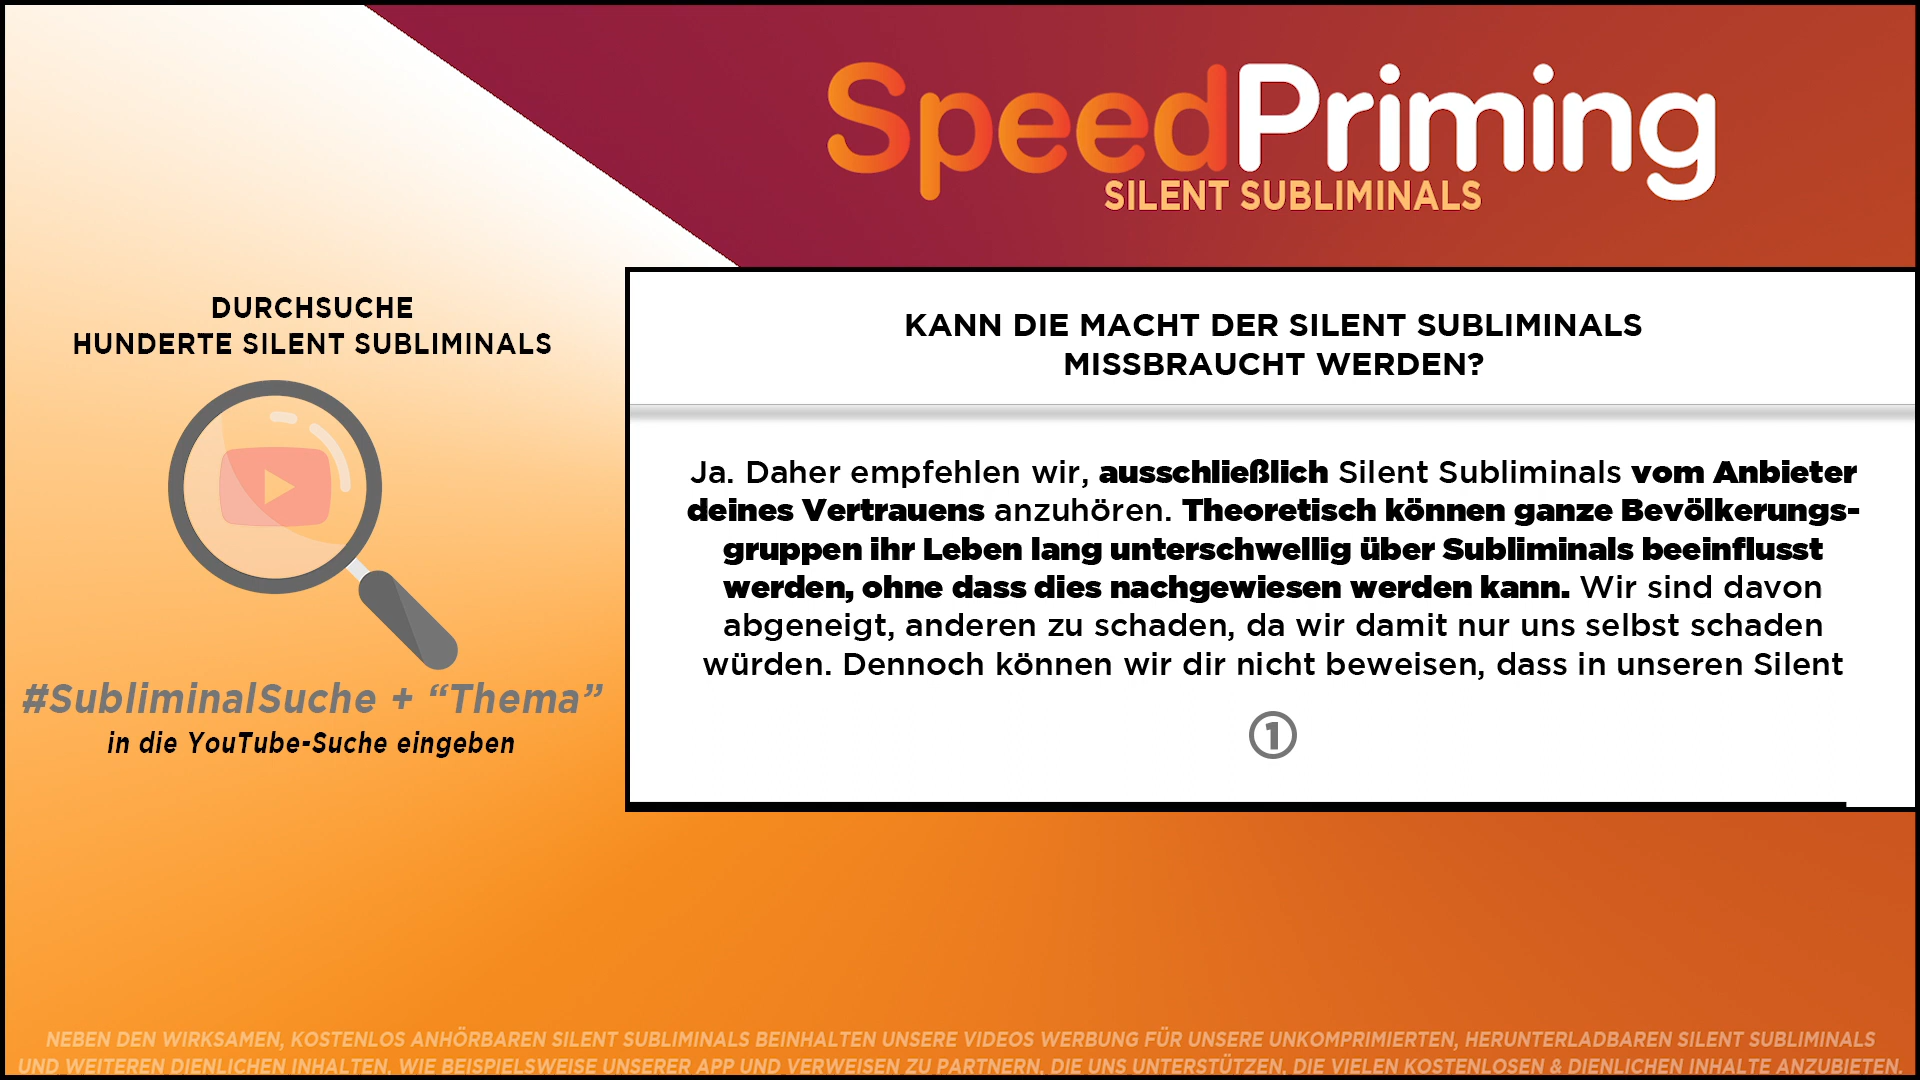 SpeedPriming
SILENT SUBLIMINALS
DURCHSUCHE
HUNDERTE SILENT SUBLIMINALS
#SubliminalSuche + “Thema”
in die YouTube-Suche eingeben
KANN DIE MACHT DER SILENT SUBLIMINALS
MISSBRAUCHT WERDEN?
Ja. Daher empfehlen wir, ausschließlich Silent Subliminals vom Anbieter
deines Vertrauens anzuhören. Theoretisch können ganze Bevölkerungs-
gruppen ihr Leben lang unterschwellig über Subliminals beeinflusst
werden, ohne dass dies nachgewiesen werden kann. Wir sind davon
abgeneigt, anderen zu schaden, da wir damit nur uns selbst schaden
würden. Dennoch können wir dir nicht beweisen, dass in unseren Silent
①
NEBEN DEN WIRKSAMEN, KOSTENLOS ANHÖRBAREN SILENT SUBLIMINALS BEINHALTEN UNSERE VIDEOS WERBUNG FÜR UNSERE UNKOMPRIMIERTEN, HERUNTERLADBAREN SILENT SUBLIMINALS
UND WEITEREN DIENLICHEN INHALTEN, WIE BEISPIELSWEISE UNSERER APP UND VERWEISEN ZU PARTNERN, DIE UNS UNTERSTÜTZEN, DIE VIELEN KOSTENLOSEN & DIENLICHEN INHALTE ANZUBIETEN.